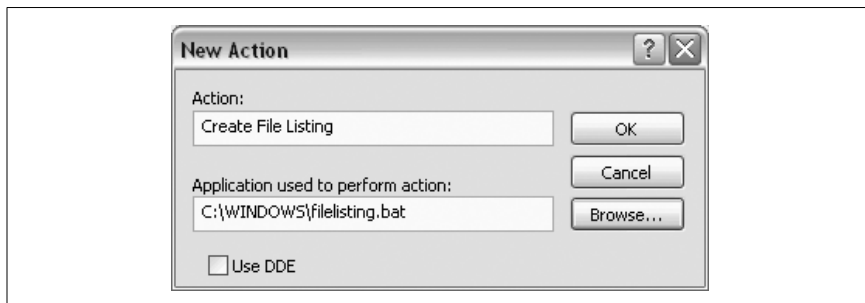 New Action
?
Action:
Create File Listing
OK
Cancel
Application used to perform action:
C:\WINDOWS\filelisting.bat
Browse...
Use DDE